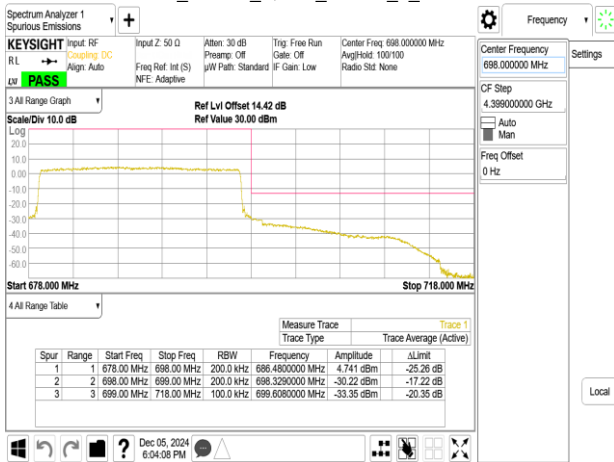 Spectrum Analyzer 1
Spurious Emissions
Frequency
KEYSIGHT Input: RF Input Z: 50 Ω Atten: 30 dB Trig: Free Run Center Freq: 698.000000 MHz
RL Coupling: DC Preamp: Off Gate: Off Avg|Hold: 100/100
Align: Auto Freq Ref: Int (S) µW Path: Standard IF Gain: Low Radio Std: None
LXI PASS NFE: Adaptive
3 All Range Graph
Ref Lvl Offset 14.42 dB
Scale/Div 10.0 dB Ref Value 30.00 dBm
Log
20.0
10.0
0.00
-10.0
-20.0
-30.0
-40.0
-50.0
-60.0
Start 678.000 MHz Stop 718.000 MHz
4 All Range Table
Measure Trace Trace 1
Trace Type Trace Average (Active)
Spur Range Start Freq Stop Freq RBW Frequency Amplitude ΔLimit
1 1 678.00 MHz 698.00 MHz 200.0 kHz 686.4800000 MHz 4.741 dBm -25.26 dB
2 2 698.00 MHz 699.00 MHz 200.0 kHz 698.3290000 MHz -30.22 dBm -17.22 dB
3 3 699.00 MHz 718.00 MHz 100.0 kHz 699.6080000 MHz -33.35 dBm -20.35 dB
Dec 05, 2024
6:04:08 PM
Center Frequency
698.000000 MHz
Settings
CF Step
4.399000000 GHz
Auto
Man
Freq Offset
0 Hz
Local